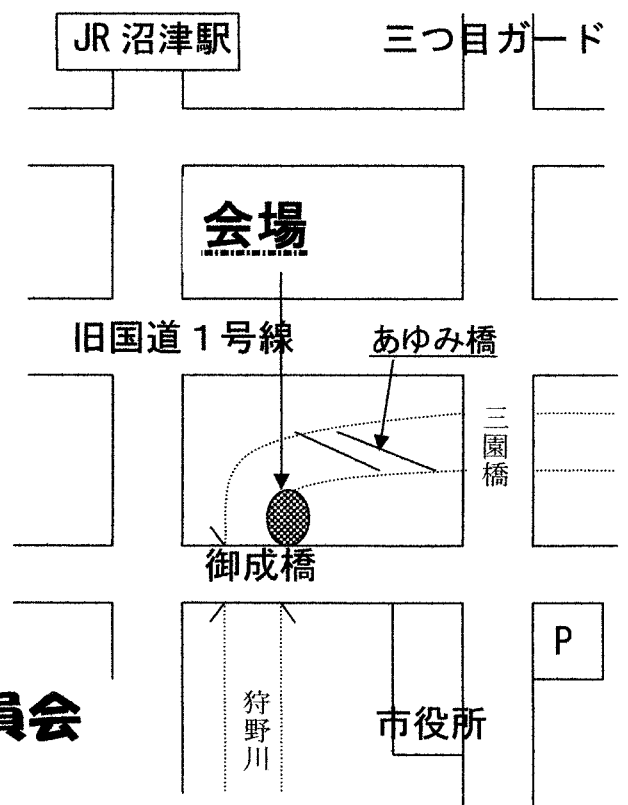 JR 沼津駅
三つ目ガード
会場
旧国道１号線
あゆみ橋
三園橋
御成橋
P
員会
狩野川
市役所